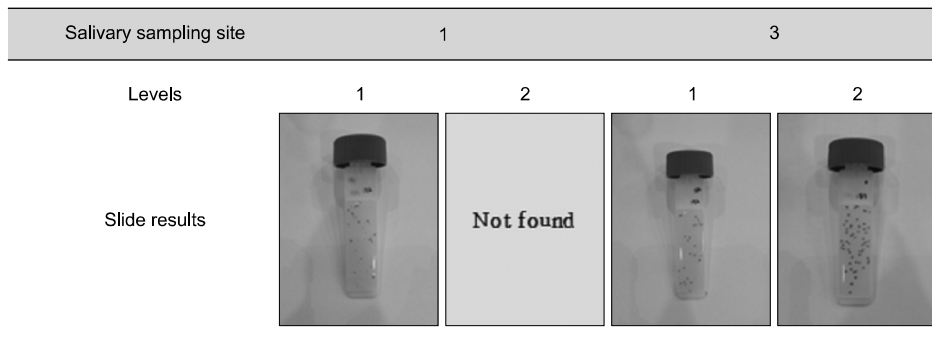 Salivary sampling site 1 3
Levels 1 2 1 2
Slide results Not found